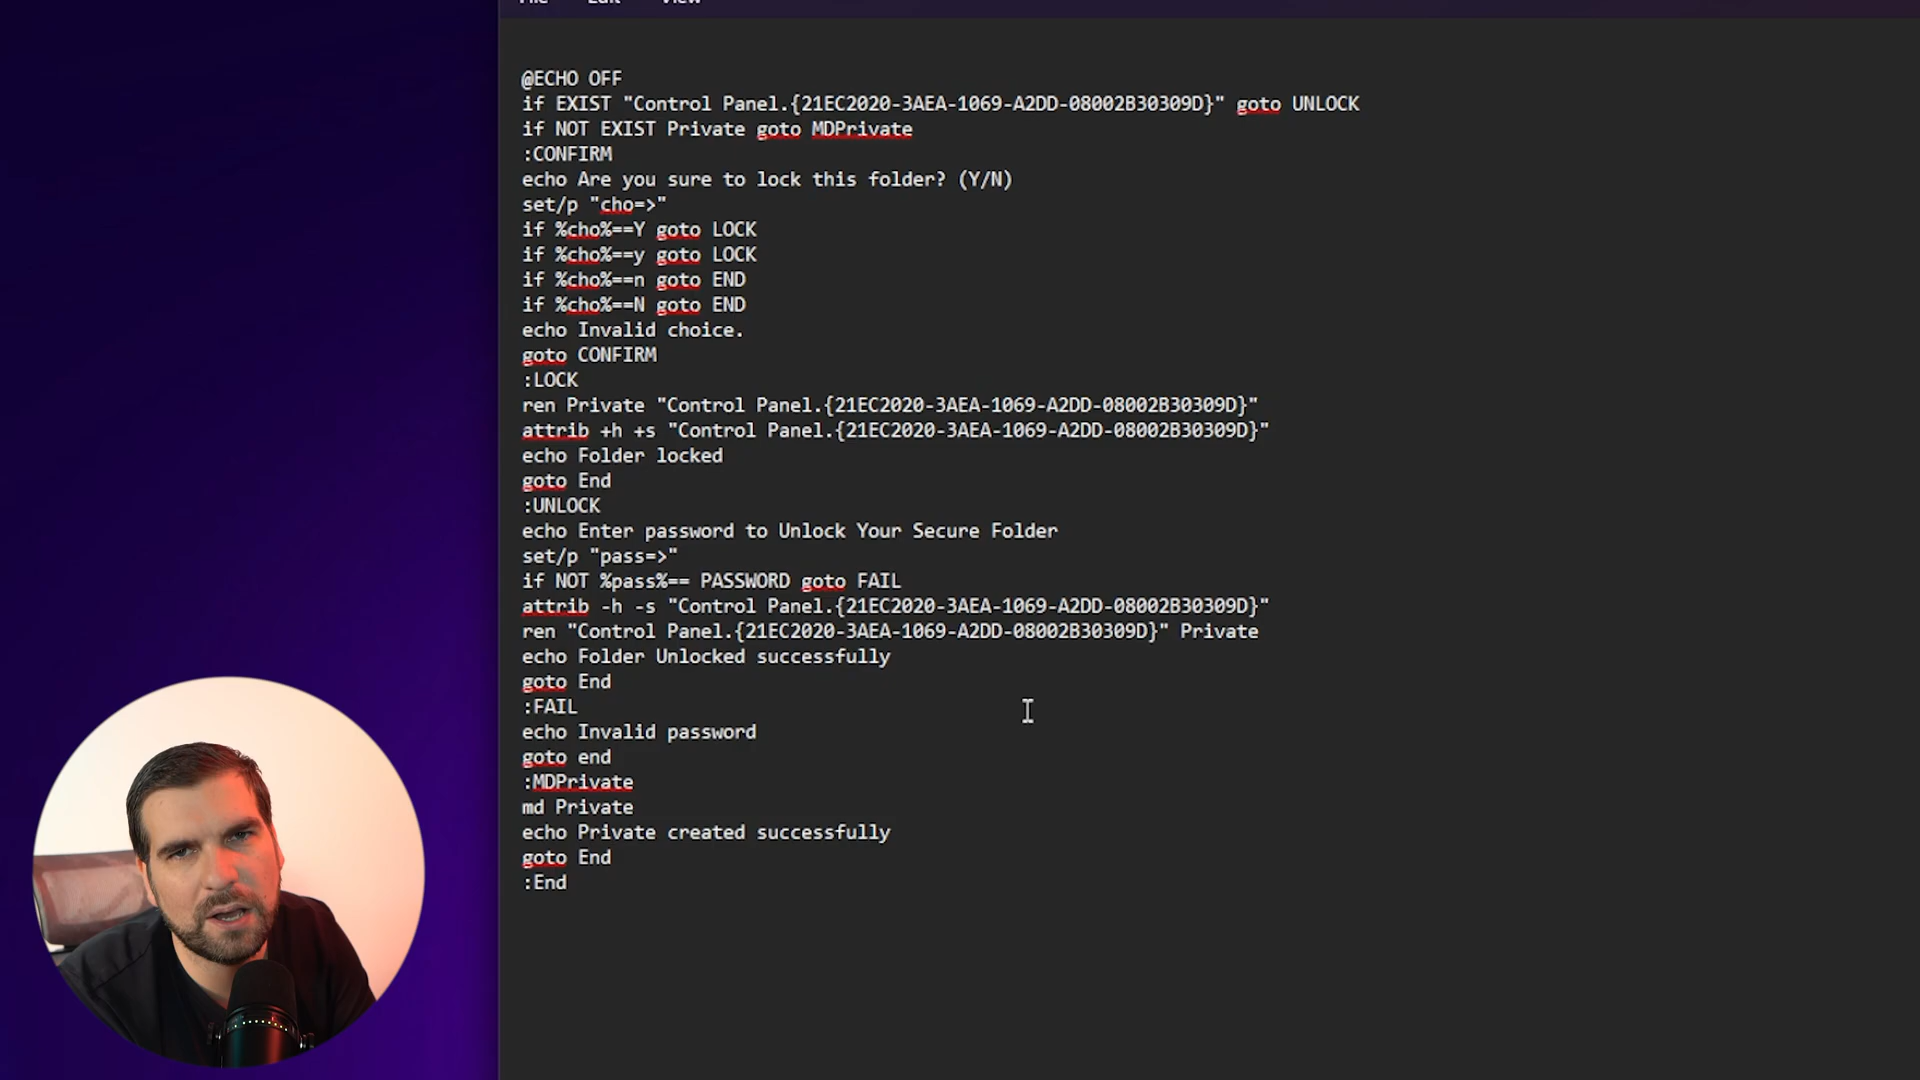 File Edit View
@ECHO OFF
if EXIST "Control Panel.{21EC2020-3AEA-1069-A2DD-08002B30309D}" goto UNLOCK
if NOT EXIST Private goto MDPrivate
:CONFIRM
echo Are you sure to lock this folder? (Y/N)
set/p "cho=>"
if %cho%==Y goto LOCK
if %cho%==y goto LOCK
if %cho%==n goto END
if %cho%==N goto END
echo Invalid choice.
goto CONFIRM
:LOCK
ren Private "Control Panel.{21EC2020-3AEA-1069-A2DD-08002B30309D}"
attrib +h +s "Control Panel.{21EC2020-3AEA-1069-A2DD-08002B30309D}"
echo Folder locked
goto End
:UNLOCK
echo Enter password to Unlock Your Secure Folder
set/p "pass=>"
if NOT %pass%== PASSWORD goto FAIL
attrib -h -s "Control Panel.{21EC2020-3AEA-1069-A2DD-08002B30309D}"
ren "Control Panel.{21EC2020-3AEA-1069-A2DD-08002B30309D}" Private
echo Folder Unlocked successfully
goto End
:FAIL
echo Invalid password
goto end
:MDPrivate
md Private
echo Private created successfully
goto End
:End